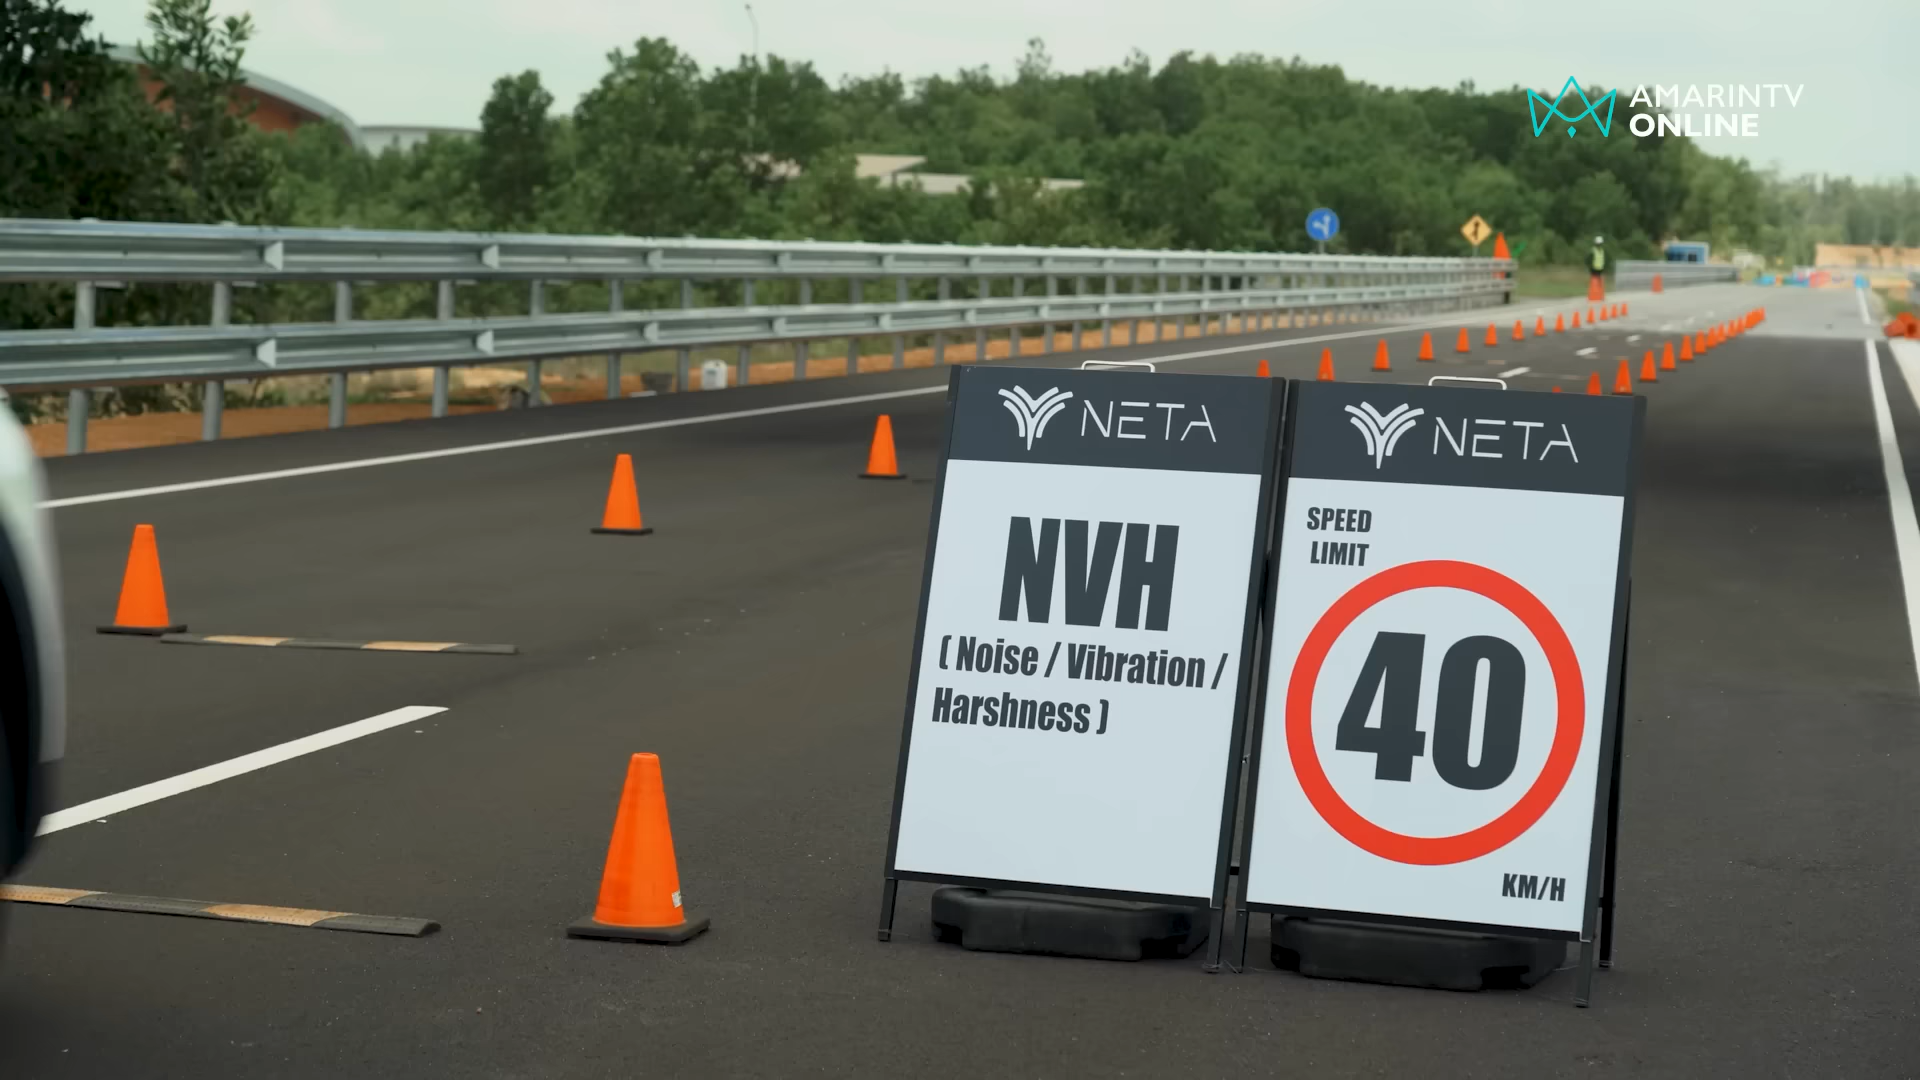 AMARINTV
ONLINE
NETA
NVH
( Noise / Vibration /
Harshness )
NETA
SPEED
LIMIT
40
KM/H